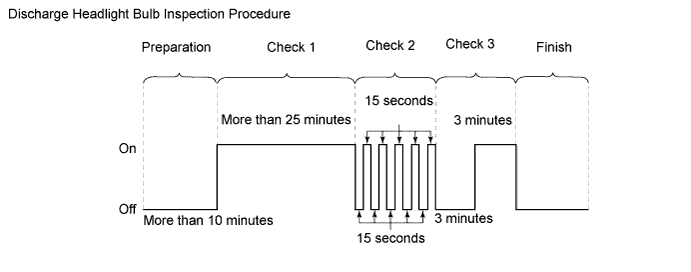 Discharge Headlight Bulb Inspection Procedure
Preparation Check 1 Check 2 Check 3 Finish
15 seconds
More than 25 minutes 3 minutes
On
Off
More than 10 minutes 3 minutes
15 seconds